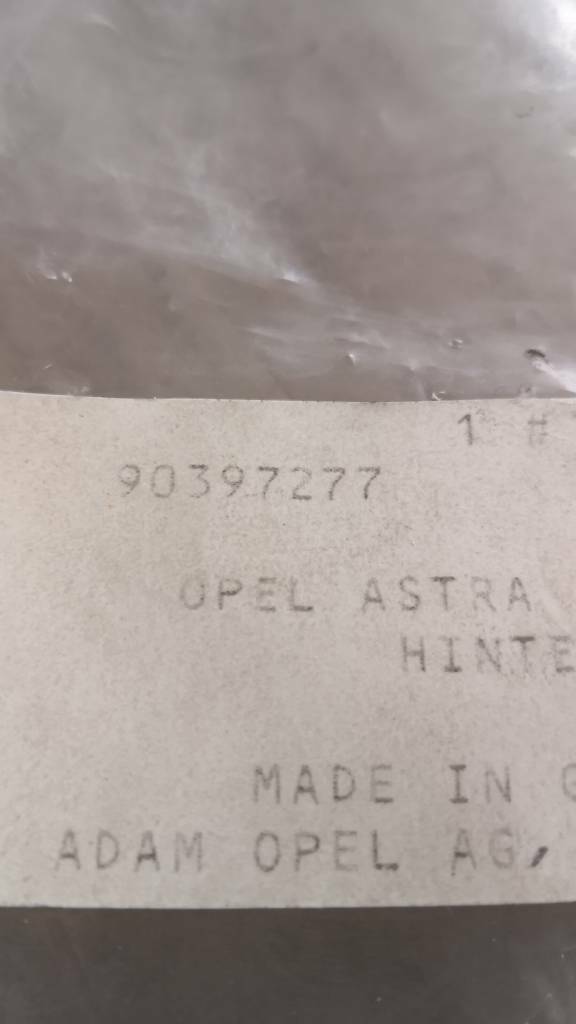 1 #
90397277
OPEL ASTRA
HINTE
MADE IN G
ADAM OPEL AG,